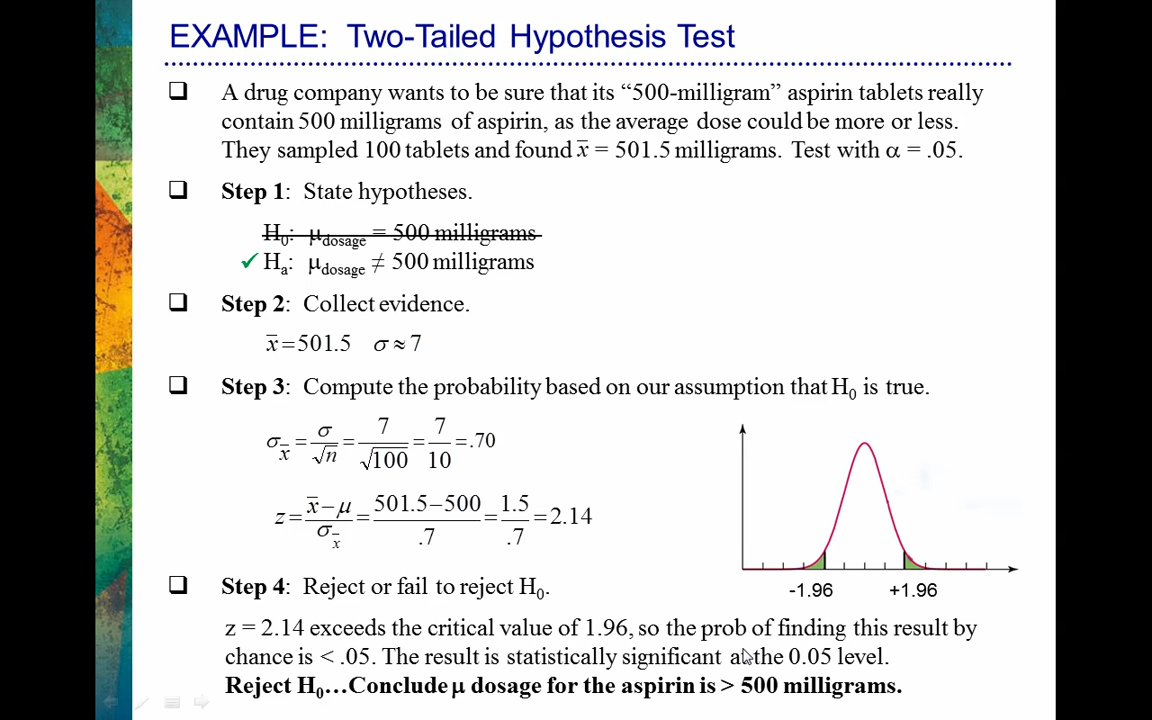 EXAMPLE: Two-Tailed Hypothesis Test
A drug company wants to be sure that its “500-milligram” aspirin tablets really
contain 500 milligrams of aspirin, as the average dose could be more or less.
They sampled 100 tablets and found x̅ = 501.5 milligrams. Test with α = .05.
Step 1: State hypotheses.
H₀: μdosage = 500 milligrams
✓ Hₐ: μdosage ≠ 500 milligrams
Step 2: Collect evidence.
x̅ = 501.5 σ ≈ 7
Step 3: Compute the probability based on our assumption that H₀ is true.
σx̅ = σ/√n = 7/√100 = 7/10 = .70
z = (x̅ − μ)/σx̅ = (501.5 − 500)/.7 = 1.5/.7 = 2.14
-1.96 +1.96
Step 4: Reject or fail to reject H₀.
z = 2.14 exceeds the critical value of 1.96, so the prob of finding this result by
chance is < .05. The result is statistically significant at the 0.05 level.
Reject H₀…Conclude μ dosage for the aspirin is > 500 milligrams.